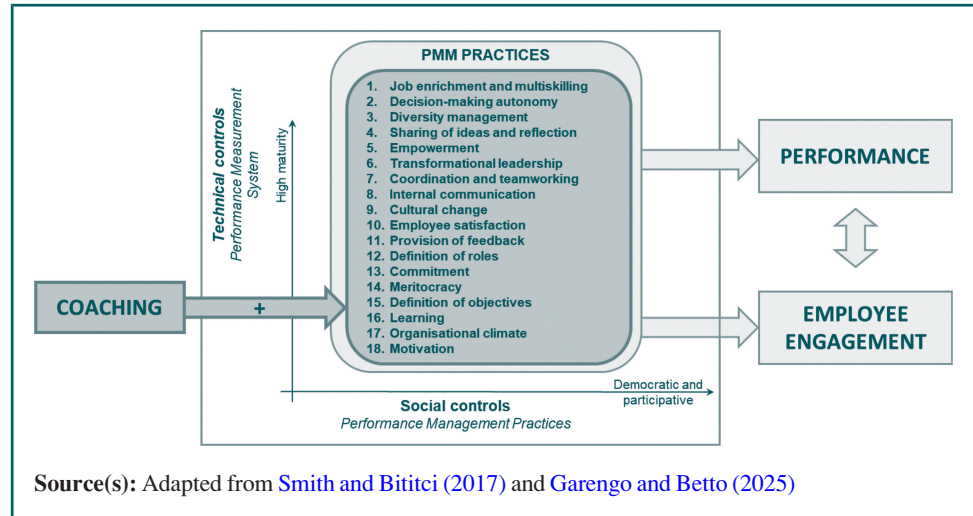 PMM PRACTICES
1. Job enrichment and multiskilling
2. Decision-making autonomy
3. Diversity management
4. Sharing of ideas and reflection
5. Empowerment
6. Transformational leadership
7. Coordination and teamworking
8. Internal communication
9. Cultural change
10. Employee satisfaction
11. Provision of feedback
12. Definition of roles
13. Commitment
14. Meritocracy
15. Definition of objectives
16. Learning
17. Organisational climate
18. Motivation
Technical controls
Performance Measurement
System
High maturity
COACHING
+
PERFORMANCE
EMPLOYEE
ENGAGEMENT
Democratic and
participative
Social controls
Performance Management Practices
Source(s): Adapted from Smith and Bititci (2017) and Garengo and Betto (2025)